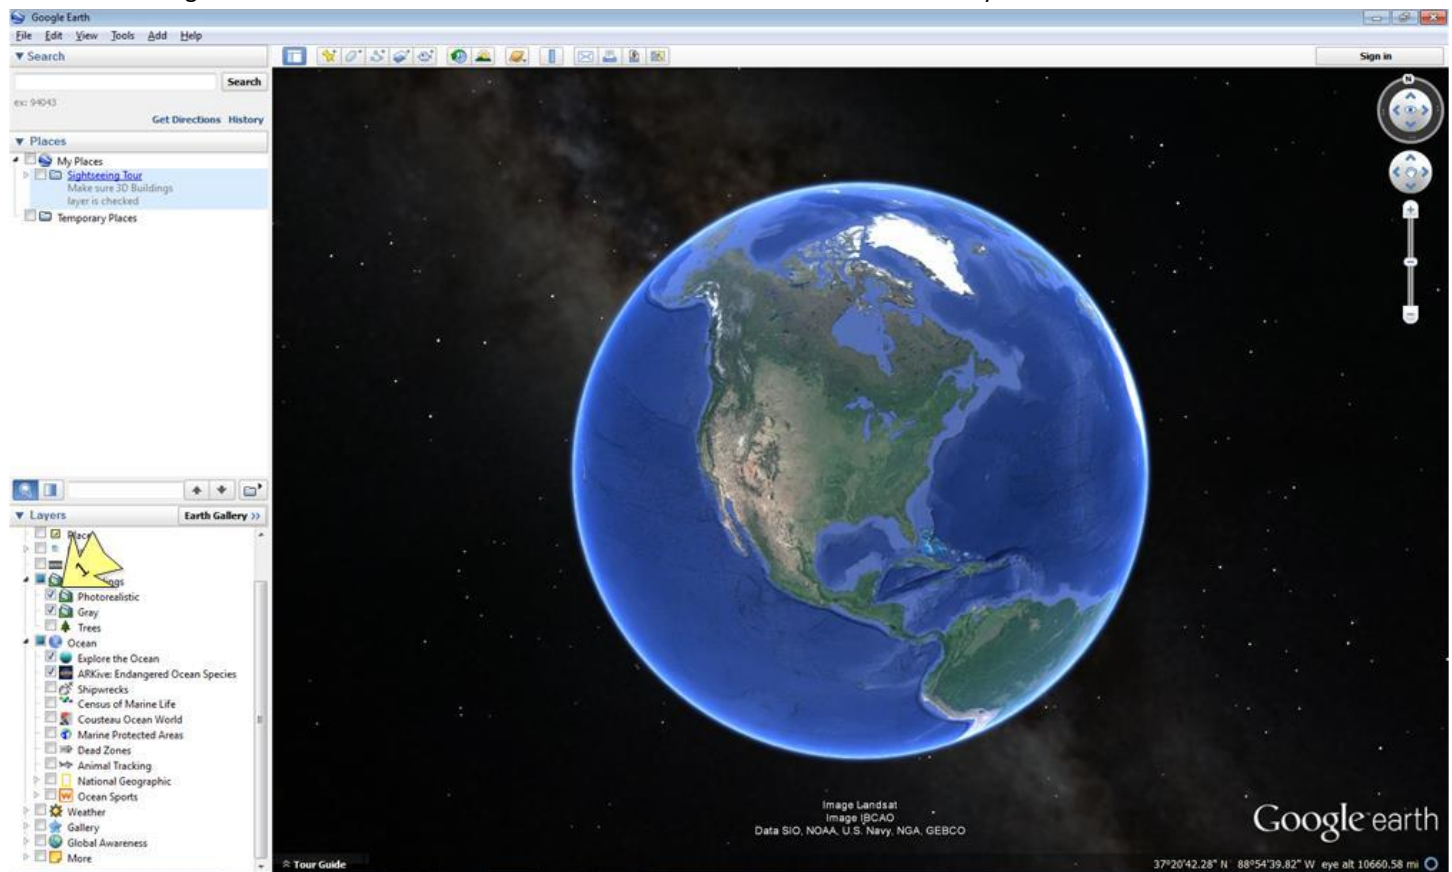 Google Earth
File Edit View Tools Add Help
Search
Sign in
Search
ex: 94043
Get Directions History
Places
My Places
Sightseeing Tour
Make sure 3D Buildings
layer is checked
Temporary Places
Layers
Earth Gallery >>
1
Photorealistic
Gray
Trees
Ocean
Explore the Ocean
ARKive: Endangered Ocean Species
Shipwrecks
Census of Marine Life
Cousteau Ocean World
Marine Protected Areas
Dead Zones
Animal Tracking
National Geographic
Ocean Sports
Weather
Gallery
Global Awareness
More
N
Image Landsat
Image IBCAO
Data SIO, NOAA, U.S. Navy, NGA, GEBCO
Google earth
Tour Guide
37°20'42.28" N 88°54'39.82" W eye alt 10660.58 mi